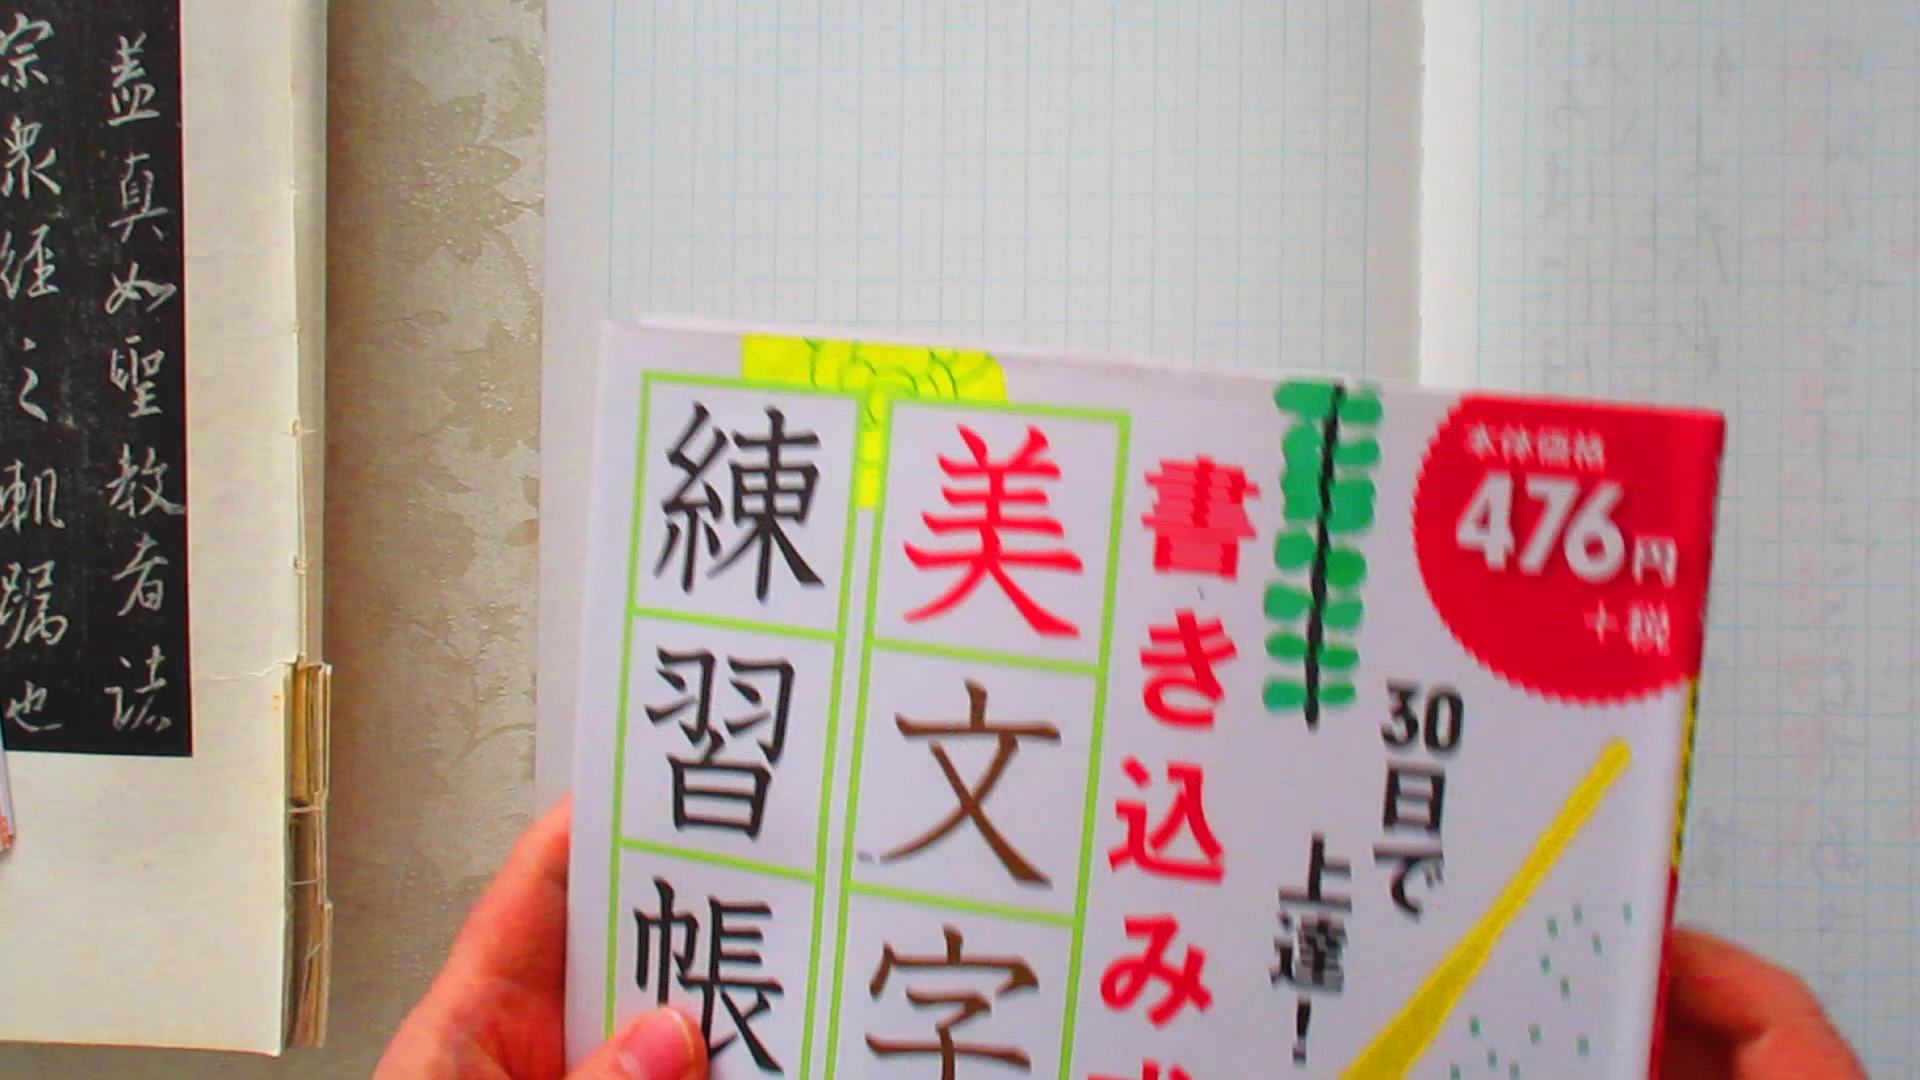 本体価格
476円
+税
30日で
上達!
書き込み式
美文字
練習帳
盖真如聖教者諸
宗衆經之軌躅也